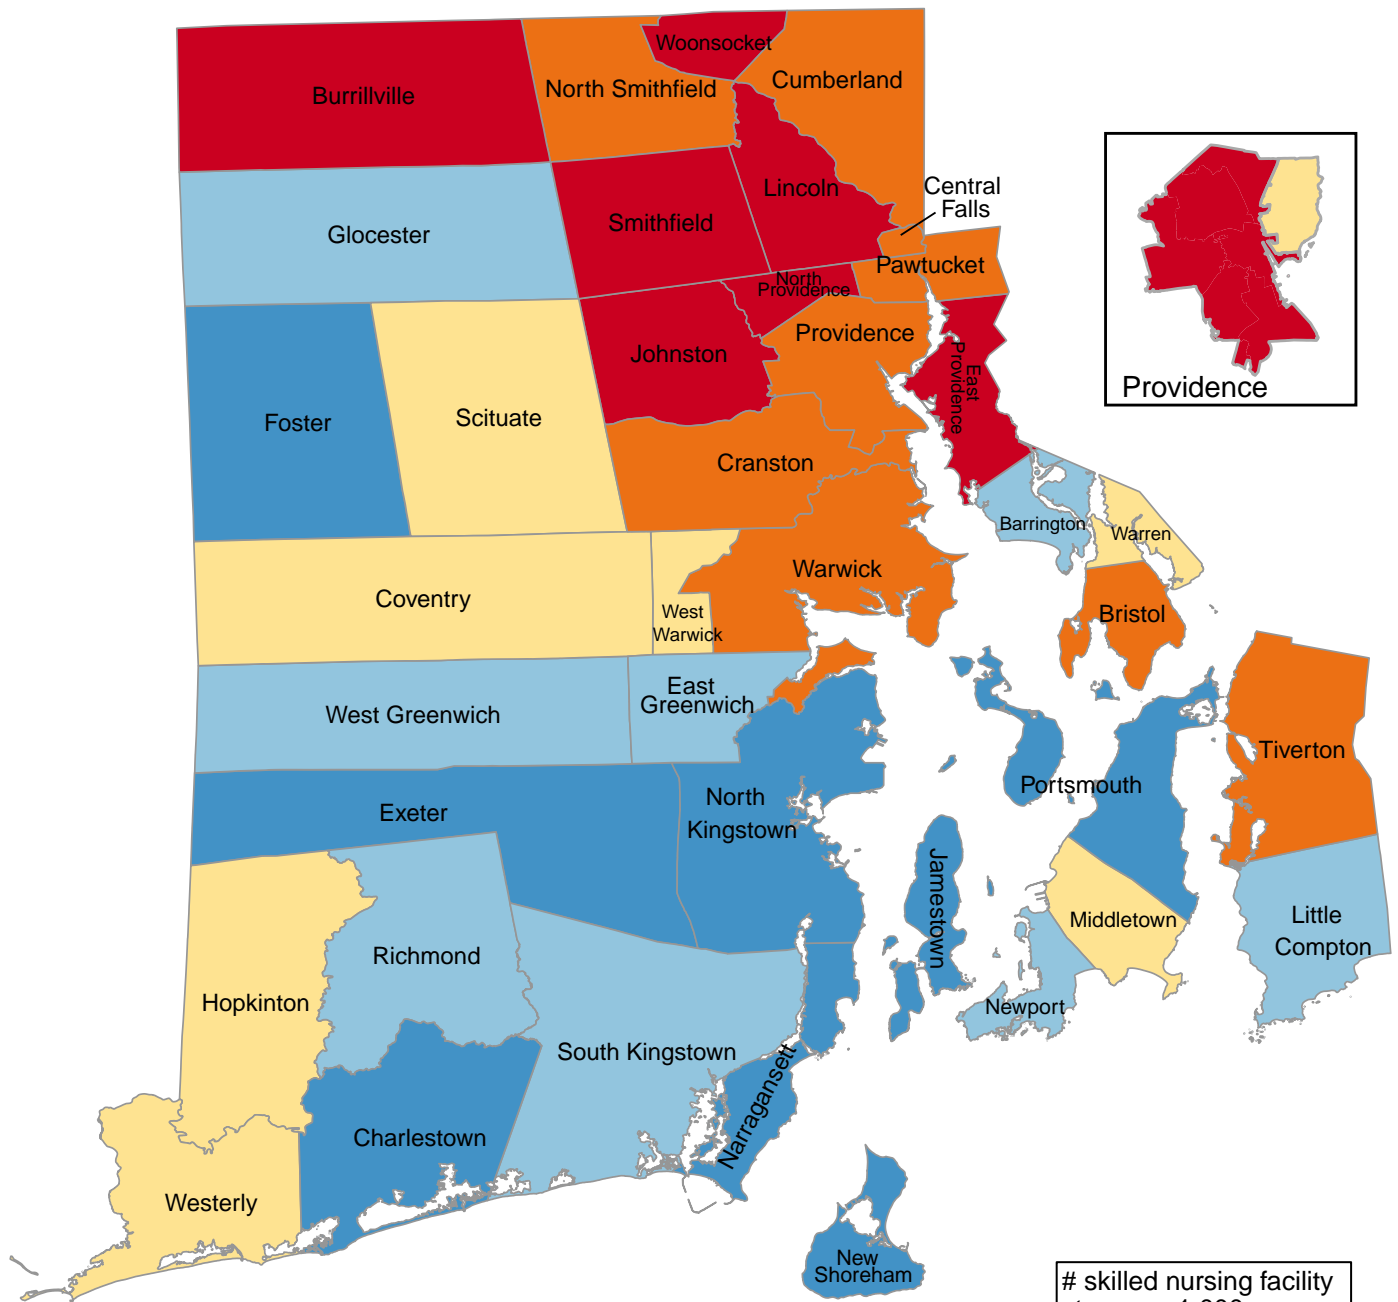 Woonsocket
Cumberland
North Smithfield
Burrillville
Central
Falls
Lincoln
Smithfield
Glocester
Pawtucket
North
Providence
Providence
Johnston
East
Providence
Providence
Foster
Scituate
Cranston
Barrington
Warren
Warwick
Coventry
West
Warwick
Bristol
East
Greenwich
West Greenwich
Tiverton
Portsmouth
North
Kingstown
Exeter
Jamestown
Middletown
Little
Compton
Richmond
Hopkinton
Newport
South Kingstown
Narragansett
Charlestown
Westerly
New
Shoreham
# skilled nursing facility